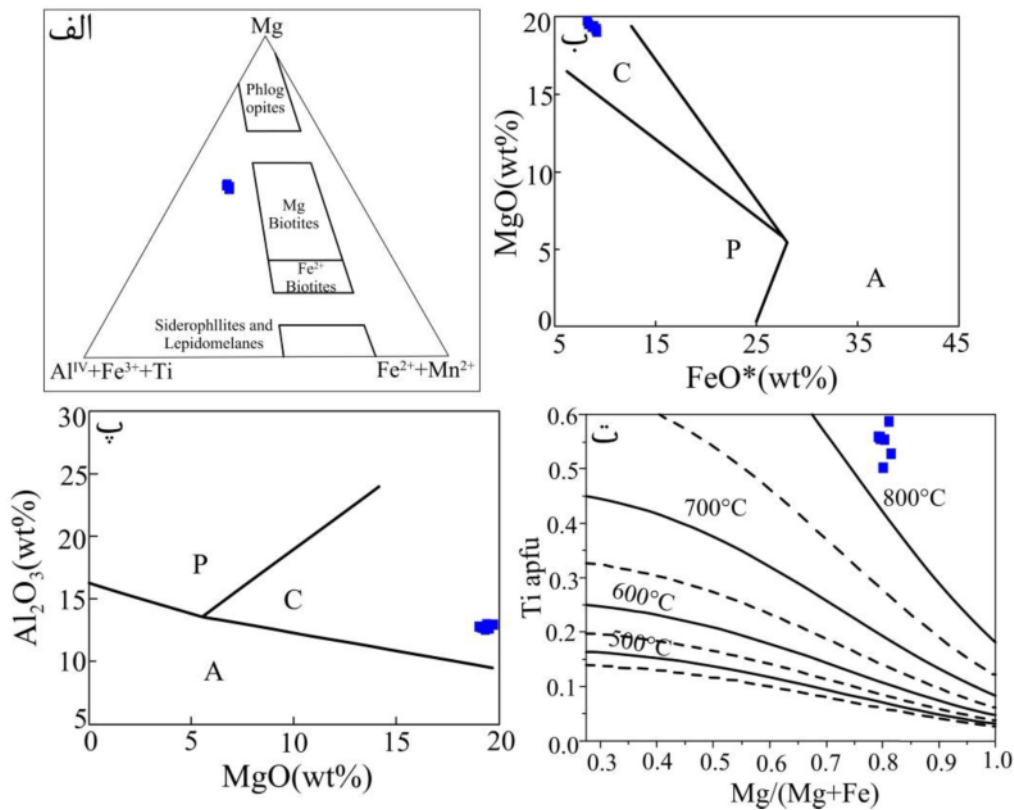 الف
Mg
Phlog
opites
Mg
Biotites
Fe²⁺
Biotites
Siderophllites and
Lepidomelanes
Alᴵⱽ+Fe³⁺+Ti
Fe²⁺+Mn²⁺
ب
20
15
10
5
0
MgO(wt%)
C
P
A
5
15
25
35
45
FeO*(wt%)
پ
30
25
20
15
10
5
Al₂O₃(wt%)
P
C
A
0
5
10
15
20
MgO(wt%)
ت
0.6
0.5
0.4
0.3
0.2
0.1
0.0
Ti apfu
800°C
700°C
600°C
500°C
0.3
0.4
0.5
0.6
0.7
0.8
0.9
1.0
Mg/(Mg+Fe)